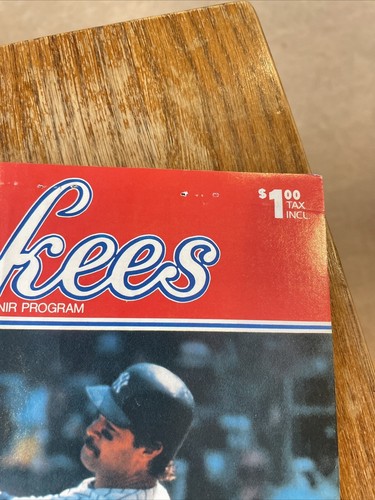 $1.00
TAX
INCL.
kees
NIR PROGRAM